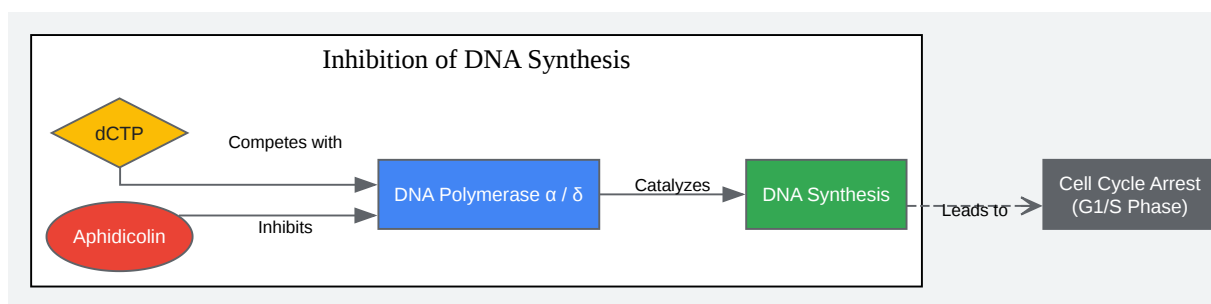 Inhibition of DNA Synthesis
dCTP
Competes with
DNA Polymerase α / δ
Catalyzes
DNA Synthesis
Cell Cycle Arrest
(G1/S Phase)
Leads to
Inhibits
Aphidicolin